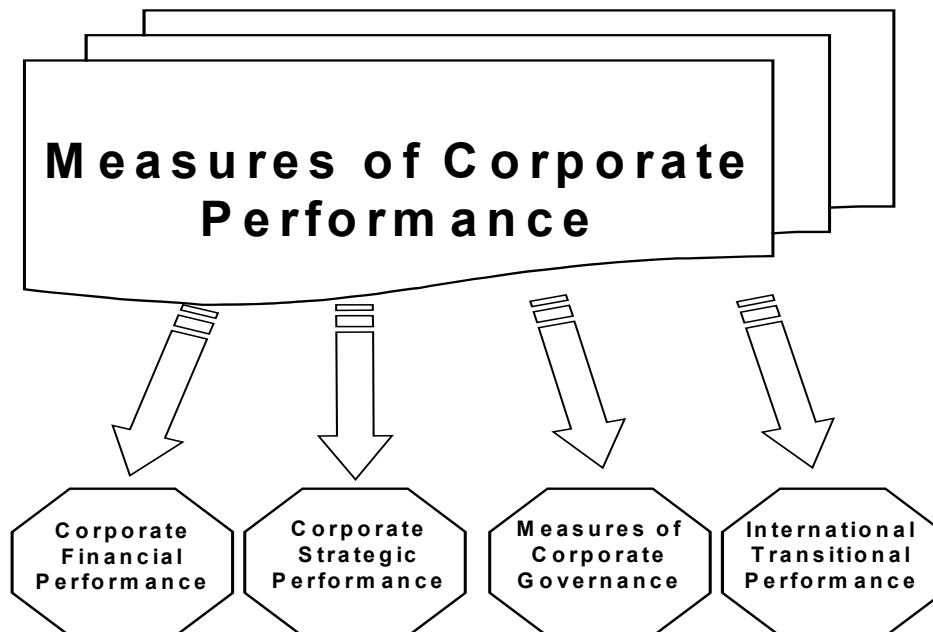 Measures of Corporate
Performance
Corporate
Financial
Performance
Corporate
Strategic
Performance
Measures of
Corporate
Governance
International
Transitional
Performance